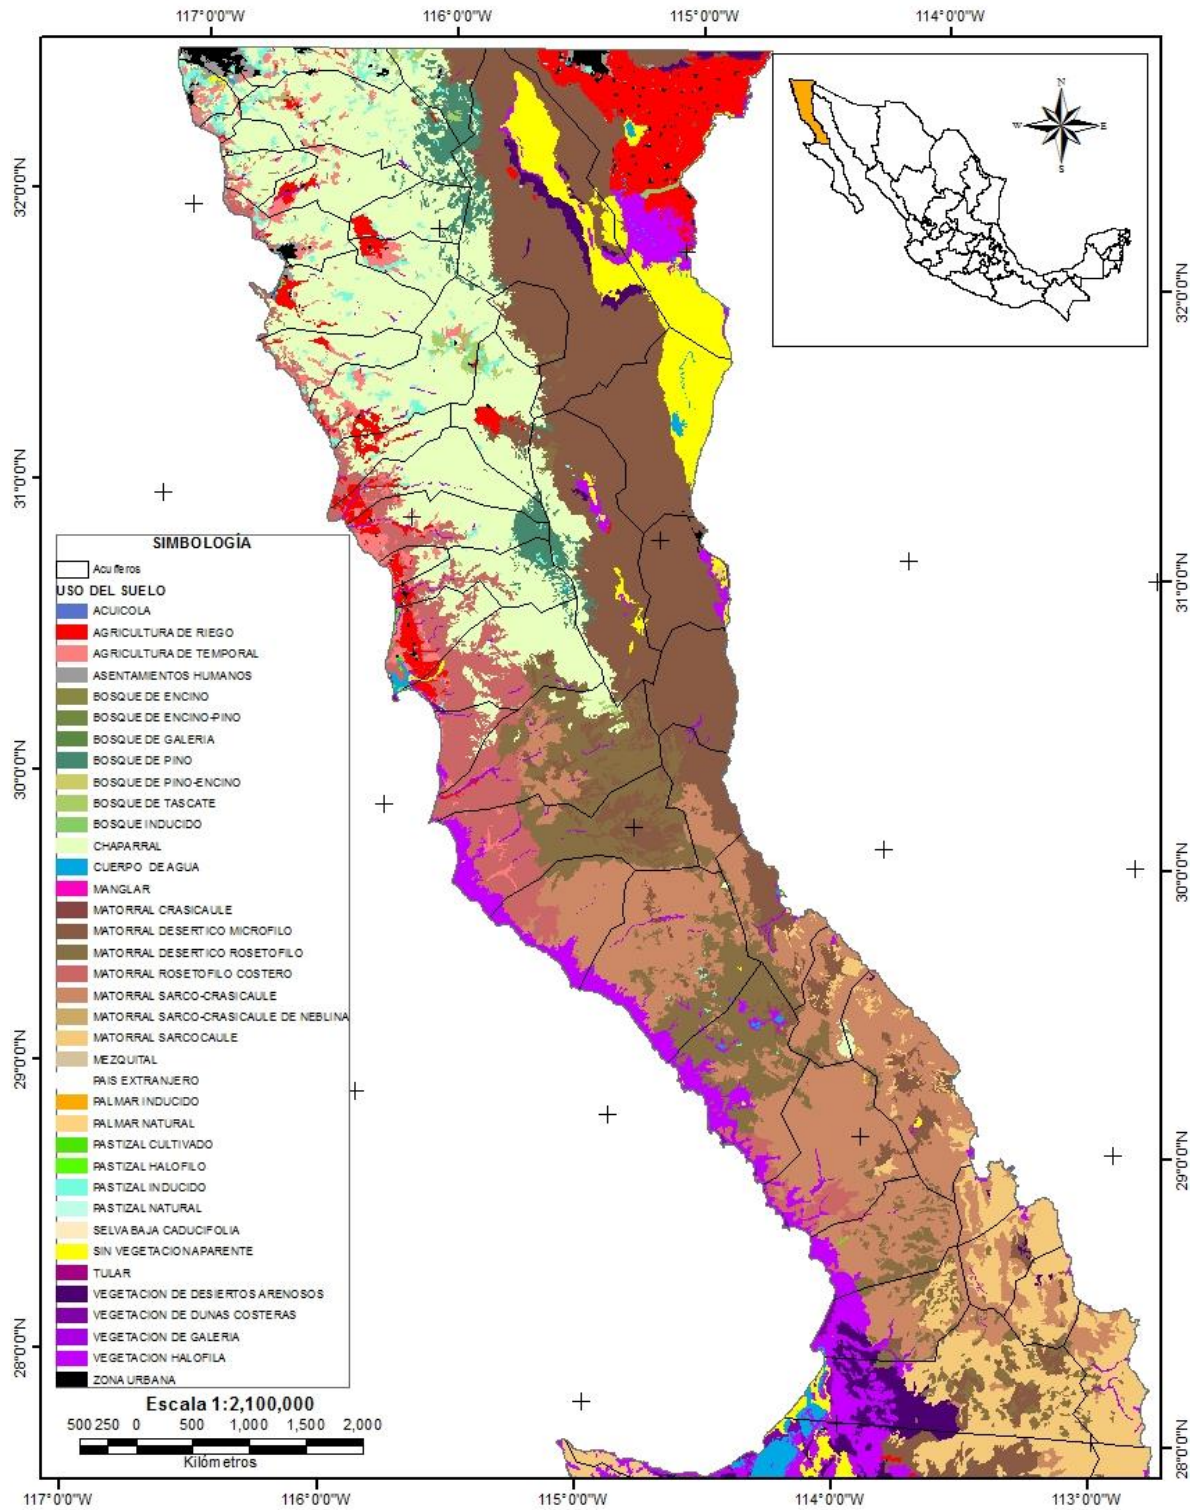 117°0'0"W 116°0'0"W 115°0'0"W 114°0'0"W
N
W E
S
32°0'0"N
32°0'0"N
31°0'0"N
31°0'0"N
30°0'0"N
30°0'0"N
29°0'0"N
29°0'0"N
28°0'0"N
28°0'0"N
SIMBOLOGÍA
Acuíferos
USO DEL SUELO
ACUICOLA
AGRICULTURA DE RIEGO
AGRICULTURA DE TEMPORAL
ASENTAMIENTOS HUMANOS
BOSQUE DE ENCINO
BOSQUE DE ENCINO-PINO
BOSQUE DE GALERIA
BOSQUE DE PINO
BOSQUE DE PINO-ENCINO
BOSQUE DE TASCATE
BOSQUE INDUCIDO
CHAPARRAL
CUERPO DE AGUA
MANGLAR
MATORRAL CRASICAULE
MATORRAL DESERTICO MICROFILO
MATORRAL DESERTICO ROSETOFILO
MATORRAL ROSETOFILO COSTERO
MATORRAL SARCO-CRASICAULE
MATORRAL SARCO-CRASICAULE DE NEBLINA
MATORRAL SARCOCAULE
MEZQUITAL
PAIS EXTRANJERO
PALMAR INDUCIDO
PALMAR NATURAL
PASTIZAL CULTIVADO
PASTIZAL HALOFILO
PASTIZAL INDUCIDO
PASTIZAL NATURAL
SELVA BAJA CADUCIFOLIA
SIN VEGETACION APARENTE
TULAR
VEGETACION DE DESIERTOS ARENOSOS
VEGETACION DE DUNAS COSTERAS
VEGETACION DE GALERIA
VEGETACION HALOFILA
ZONA URBANA
Escala 1:2,100,000
500 250 0 500 1,000 1,500 2,000
Kilómetros
117°0'0"W 116°0'0"W 115°0'0"W 114°0'0"W 113°0'0"W